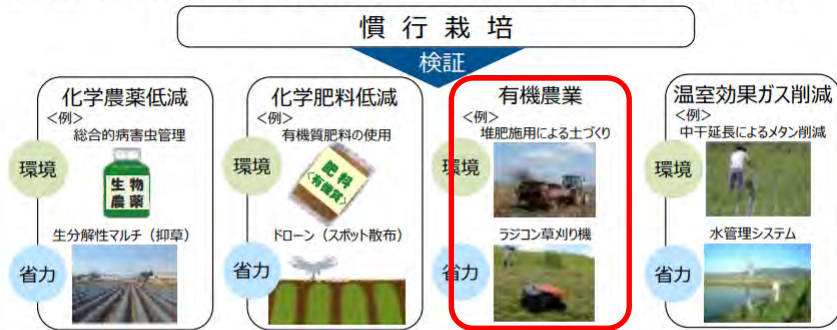 慣行栽培
検証
化学農薬低減
<例>
総合的病害虫管理
環境
生物
農薬
生分解性マルチ（抑草）
省力
化学肥料低減
<例>
有機質肥料の使用
環境
肥料
<有機質>
ドローン（スポット散布）
省力
有機農業
<例>
堆肥施用による土づくり
環境
ラジコン草刈り機
省力
温室効果ガス削減
<例>
中干延長によるメタン削減
環境
水管理システム
省力